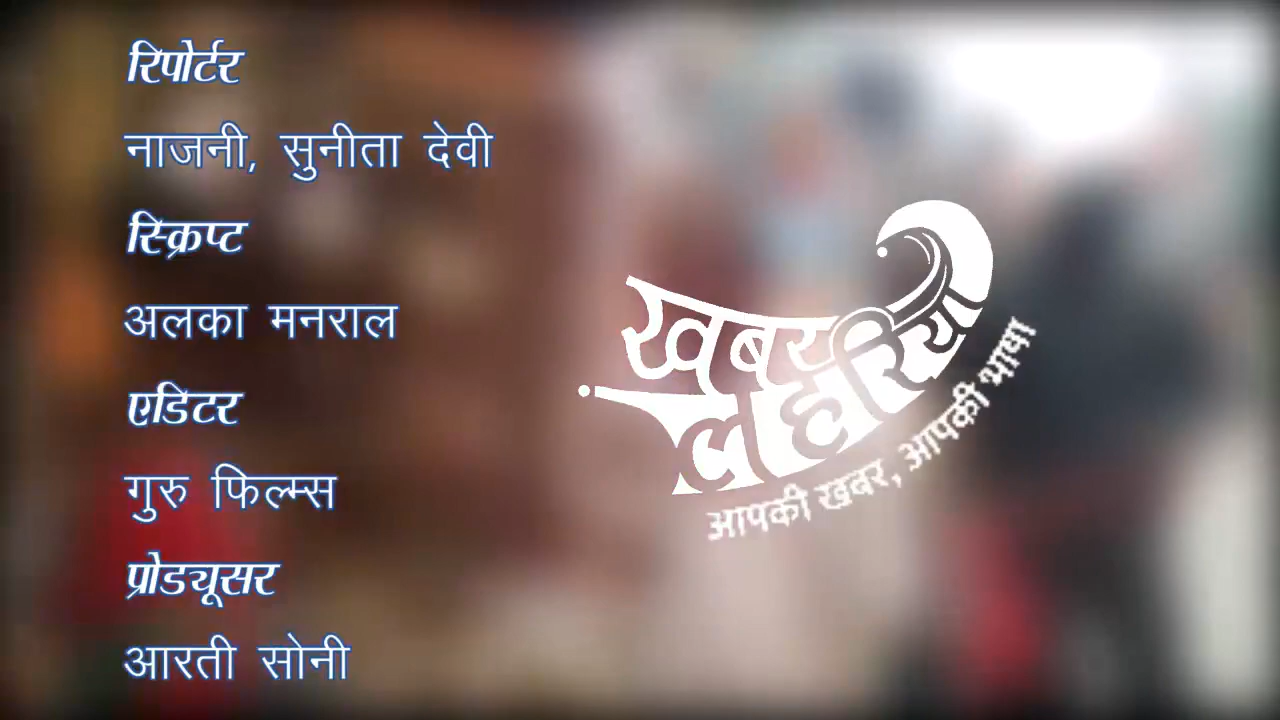 रिपोर्टर
नाजनी, सुनीता देवी
स्क्रिप्ट
अलका मनराल
एडिटर
गुरु फिल्म्स
प्रोड्यूसर
आरती सोनी
खबर
लहरिया
आपकी खबर, आपकी भाषा